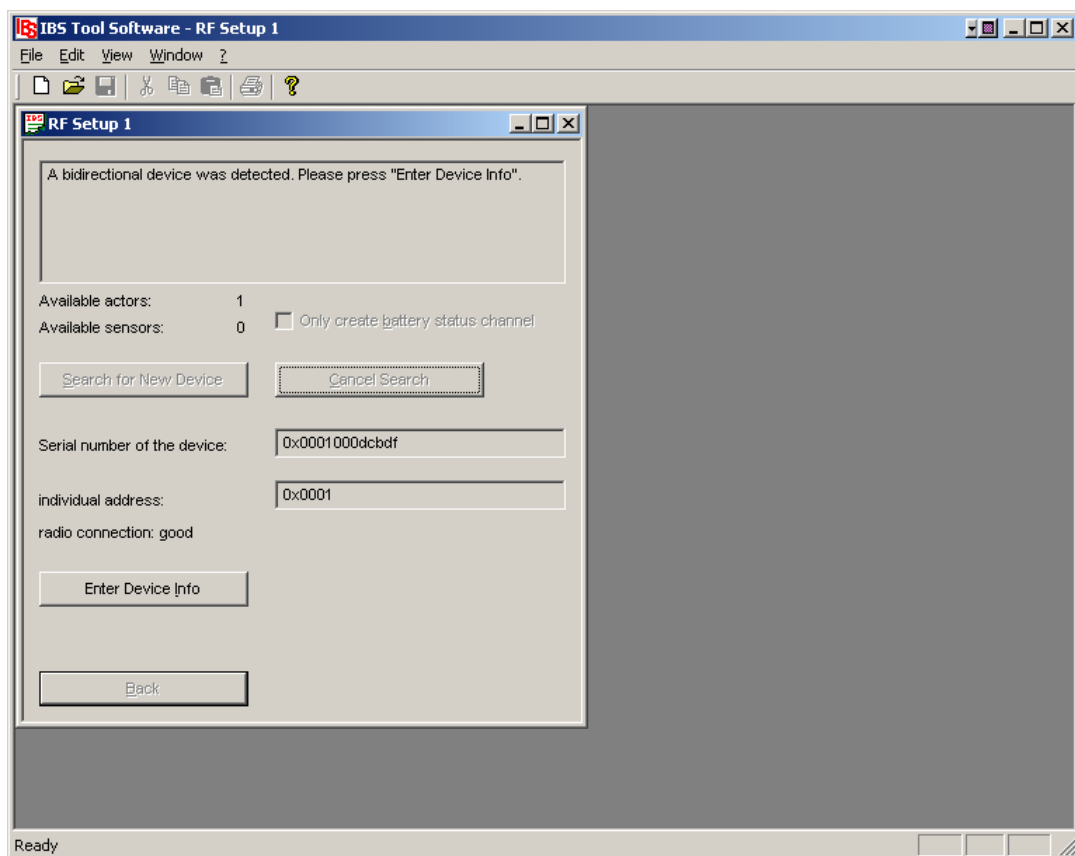 IBS Tool Software - RF Setup 1
File Edit View Window ?
RF Setup 1
A bidirectional device was detected. Please press "Enter Device Info".
Available actors: 1
Available sensors: 0
Only create battery status channel
Search for New Device Cancel Search
Serial number of the device: 0x0001000dcbdf
individual address: 0x0001
radio connection: good
Enter Device Info
Back
Ready